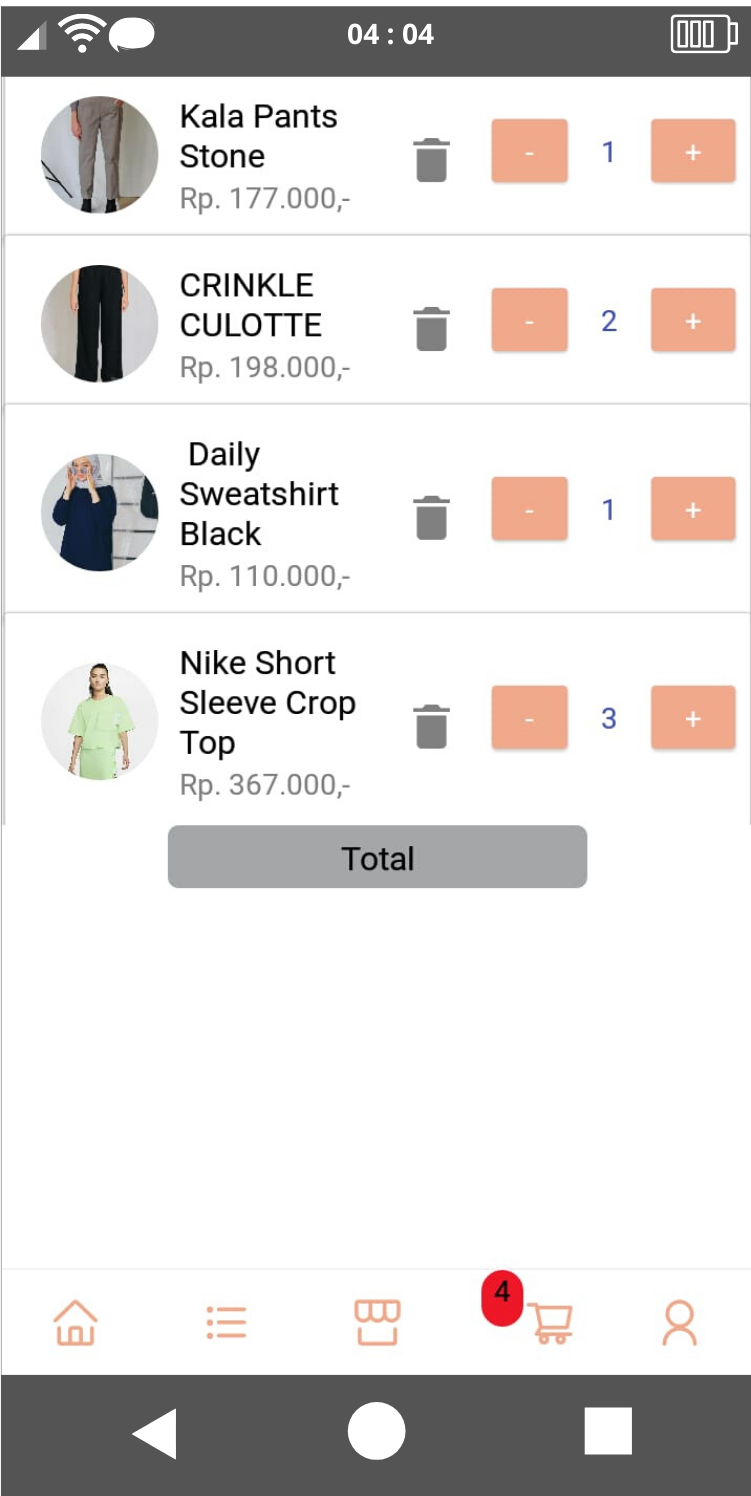 04 : 04
Kala Pants
Stone
Rp. 177.000,-
- 1 +
CRINKLE
CULOTTE
Rp. 198.000,-
- 2 +
Daily
Sweatshirt
Black
Rp. 110.000,-
- 1 +
Nike Short
Sleeve Crop
Top
Rp. 367.000,-
- 3 +
Total
4